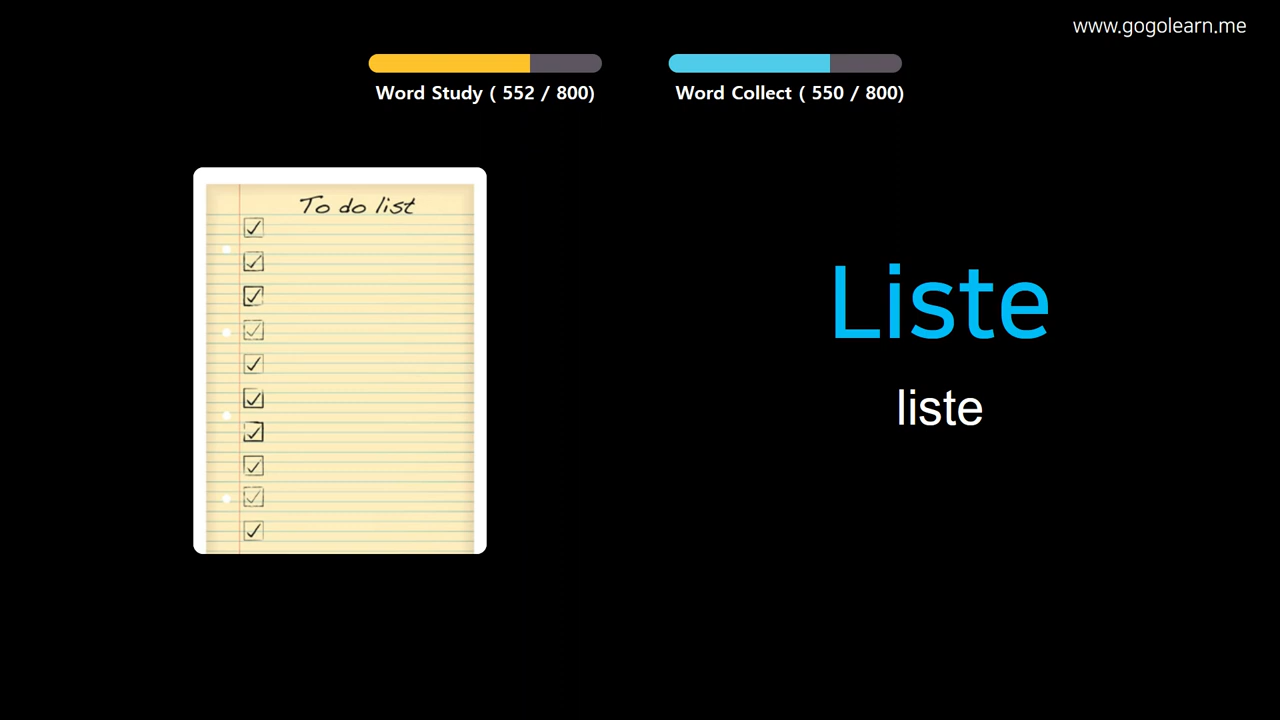 www.gogolearn.me
Word Study ( 552 / 800)
Word Collect ( 550 / 800)
To do list
Liste
liste